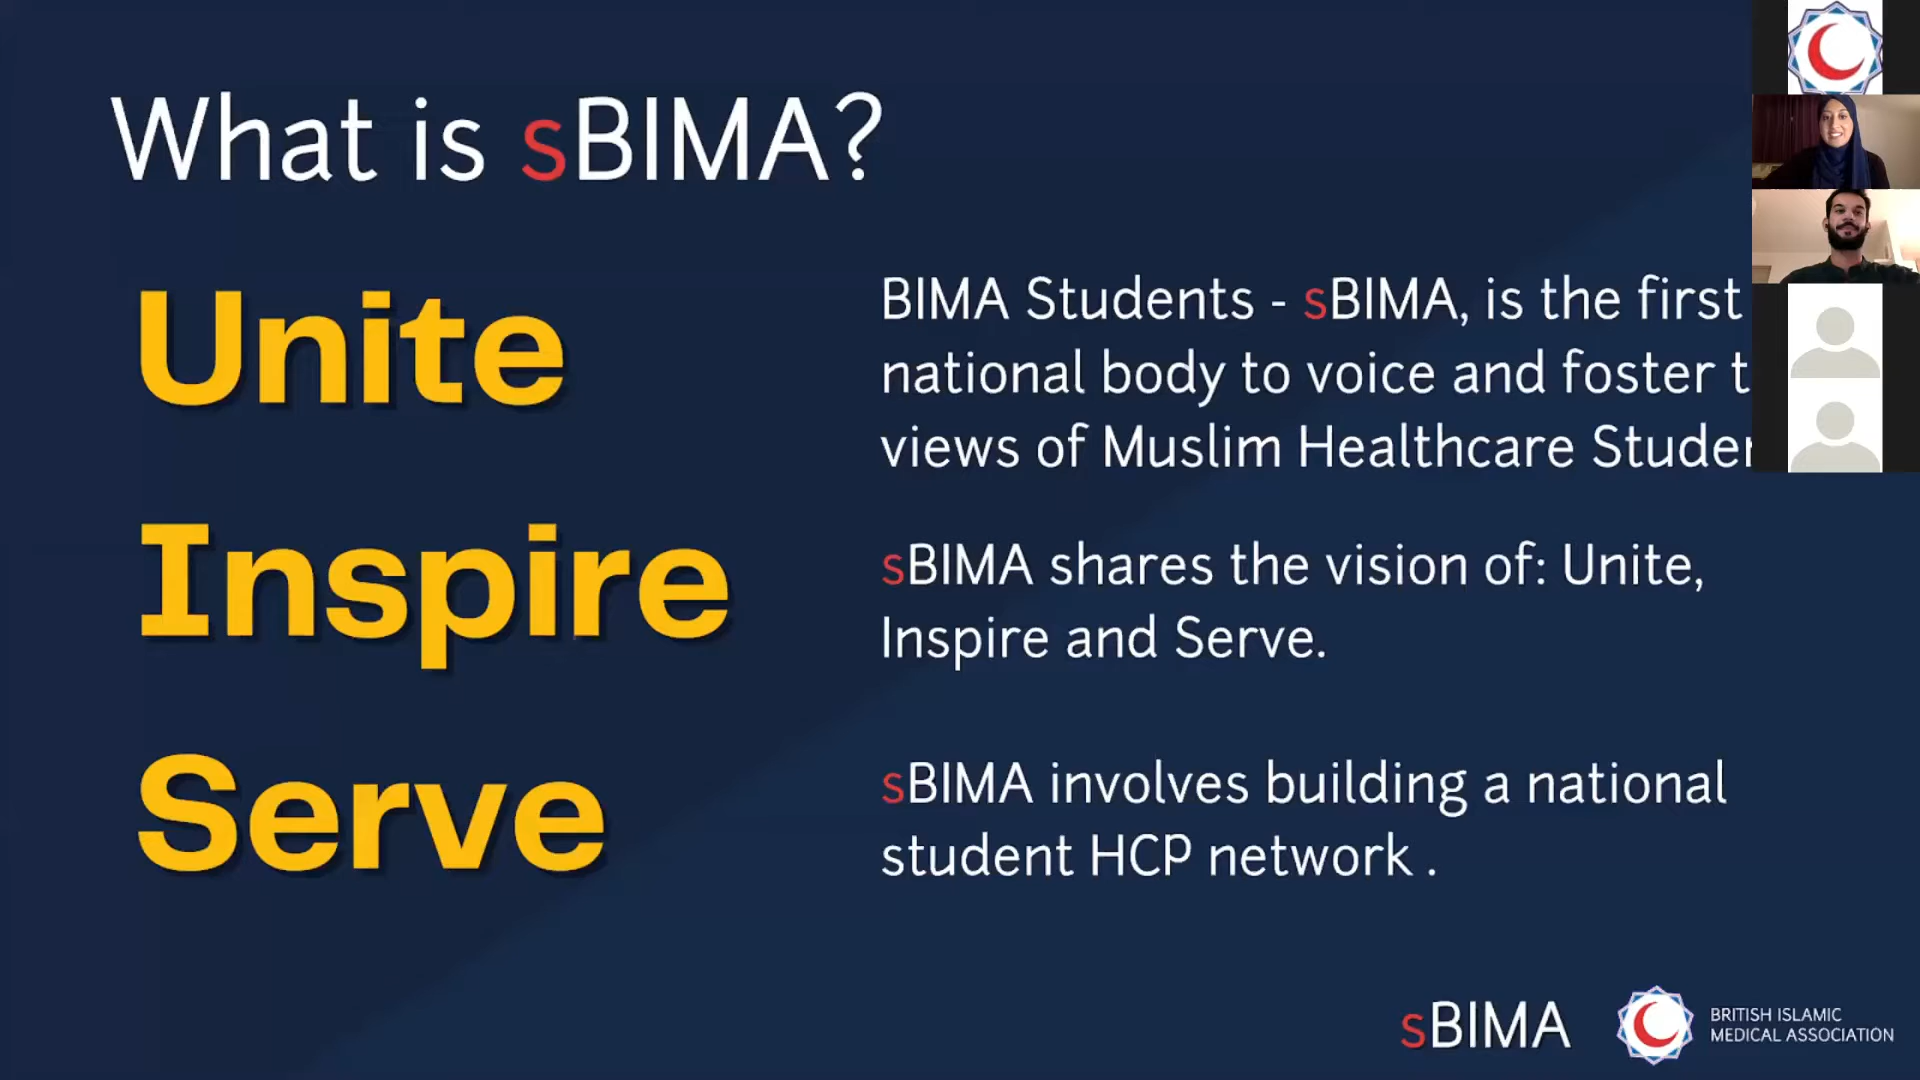 What is sBIMA?
Unite
Inspire
Serve
BIMA Students - sBIMA, is the first
national body to voice and foster
views of Muslim Healthcare
sBIMA shares the vision of: Unite,
Inspire and Serve.
sBIMA involves building a national
student HCP network .
sBIMA
BRITISH ISLAMIC
MEDICAL ASSOCIATION